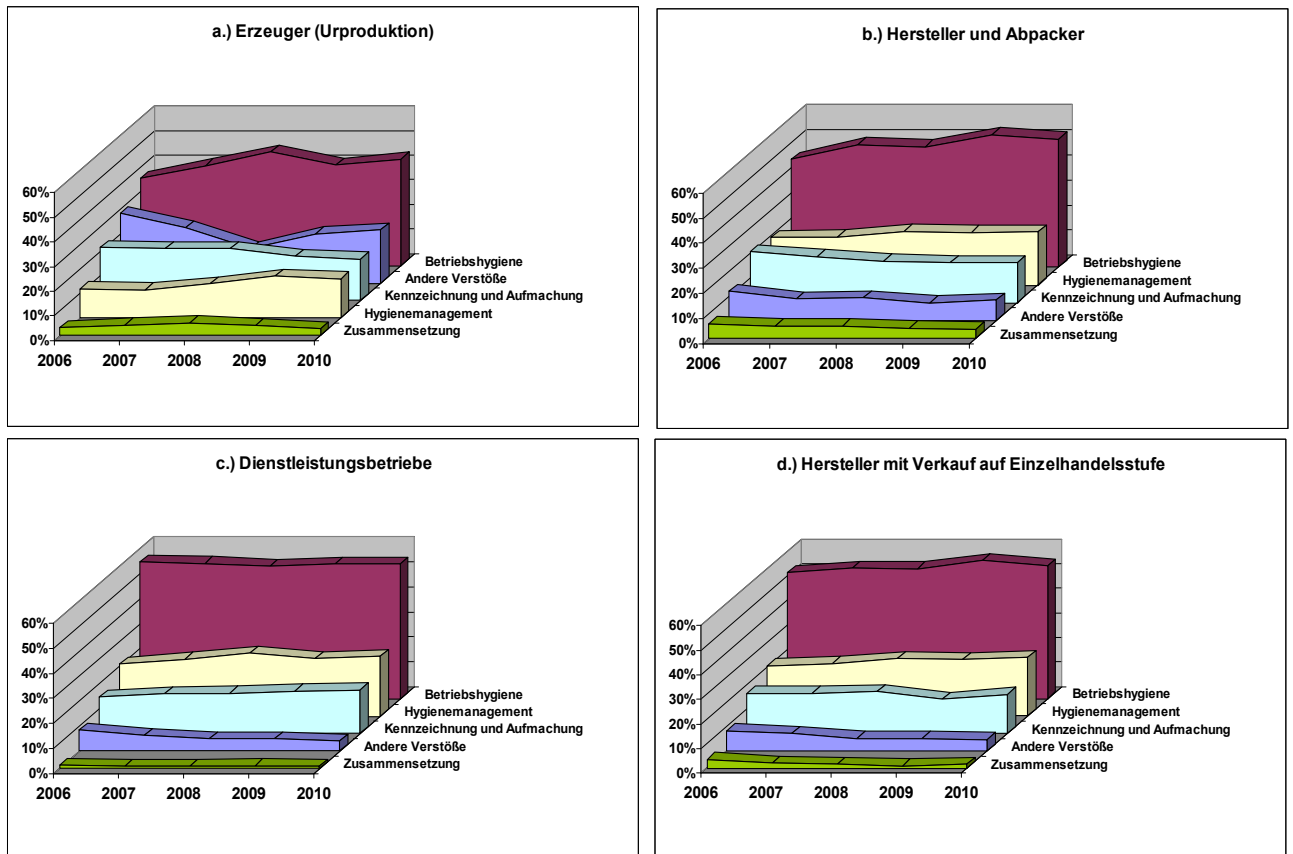 a.) Erzeuger (Urproduktion)
60%
50%
40%
30%
20%
10%
0%
2006 2007 2008 2009 2010
Betriebshygiene
Andere Verstöße
Kennzeichnung und Aufmachung
Hygienemanagement
Zusammensetzung
b.) Hersteller und Abpacker
60%
50%
40%
30%
20%
10%
0%
2006 2007 2008 2009 2010
Betriebshygiene
Hygienemanagement
Kennzeichnung und Aufmachung
Andere Verstöße
Zusammensetzung
c.) Dienstleistungsbetriebe
60%
50%
40%
30%
20%
10%
0%
2006 2007 2008 2009 2010
Betriebshygiene
Hygienemanagement
Kennzeichnung und Aufmachung
Andere Verstöße
Zusammensetzung
d.) Hersteller mit Verkauf auf Einzelhandelsstufe
60%
50%
40%
30%
20%
10%
0%
2006 2007 2008 2009 2010
Betriebshygiene
Hygienemanagement
Kennzeichnung und Aufmachung
Andere Verstöße
Zusammensetzung